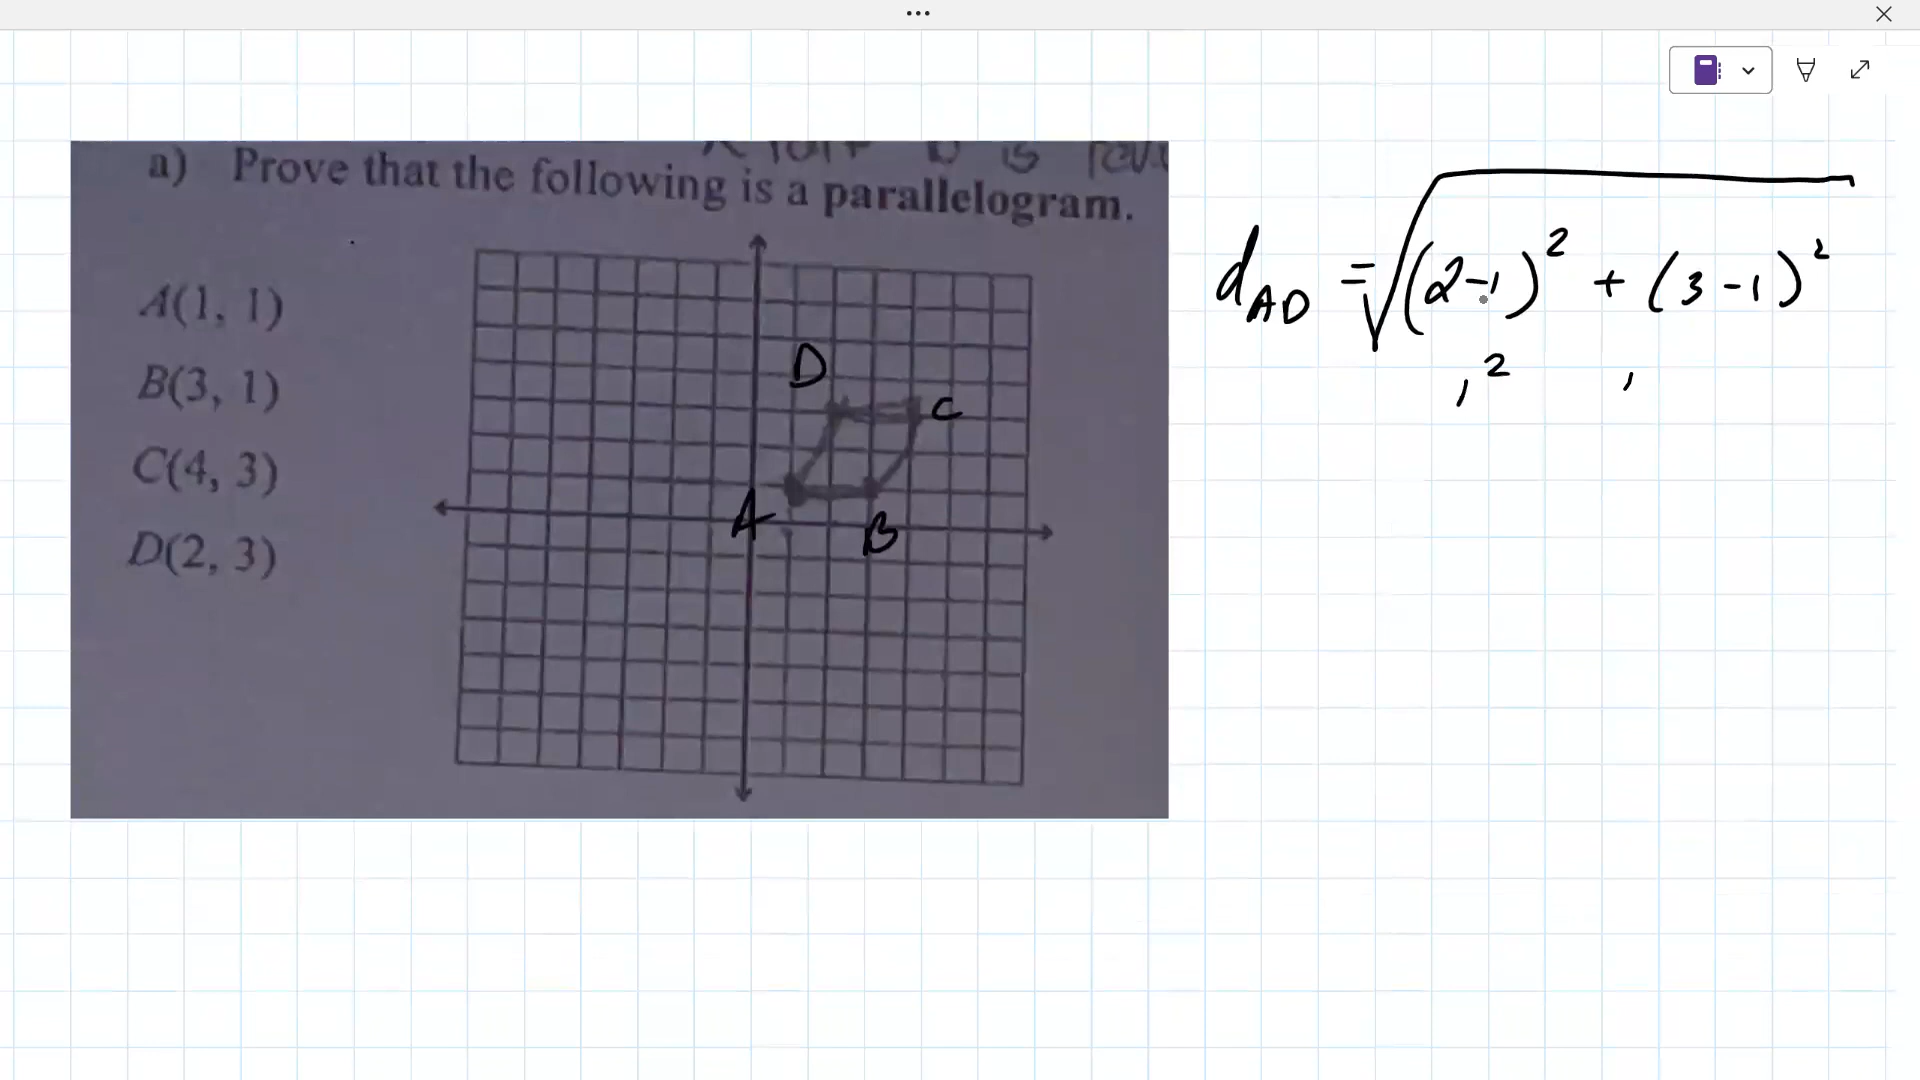 a) Prove that the following is a parallelogram.
A(1, 1)
B(3, 1)
C(4, 3)
D(2, 3)
D
C
A
B
d_AD = √((2-1)² + (3-1)²)
1² 1